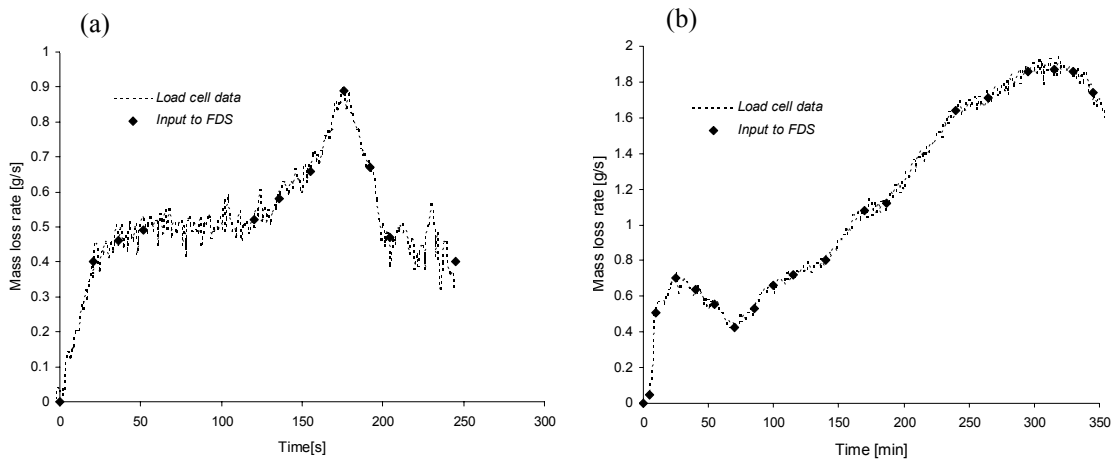 (a)
1
0.9
0.8
0.7
0.6
0.5
0.4
0.3
0.2
0.1
0
Mass loss rate [g/s]
Load cell data
Input to FDS
0 50 100 150 200 250 300
Time[s]
(b)
2
1.8
1.6
1.4
1.2
1
0.8
0.6
0.4
0.2
0
Mass loss rate [g/s]
Load cell data
Input to FDS
0 50 100 150 200 250 300 350
Time [min]